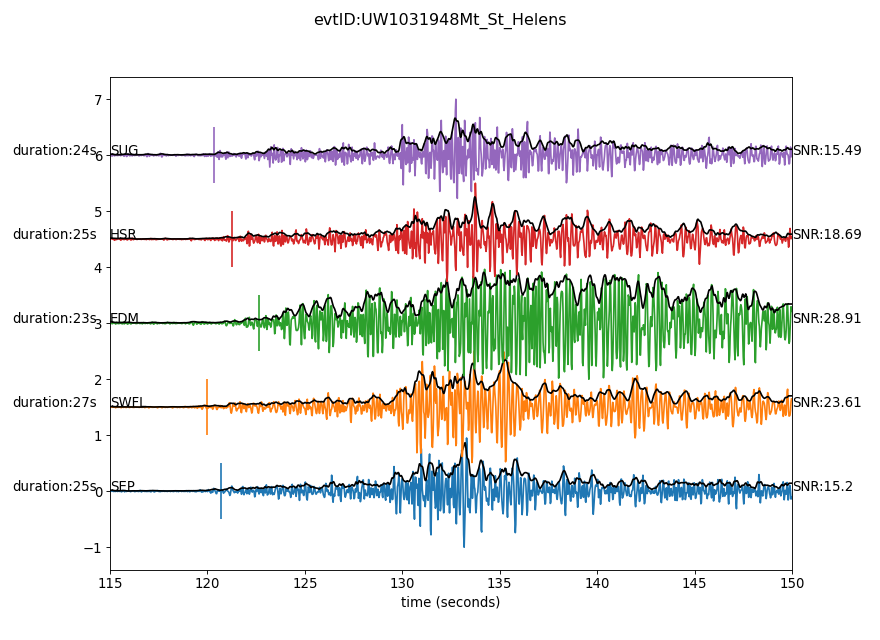 evtID:UW1031948Mt_St_Helens
7
duration:24s SUG SNR:15.49
6
5
duration:25s HSR SNR:18.69
4
duration:23s EDM SNR:28.91
3
2
duration:27s SWFL SNR:23.61
1
duration:25s SEP SNR:15.2
0
−1
115 120 125 130 135 140 145 150
time (seconds)